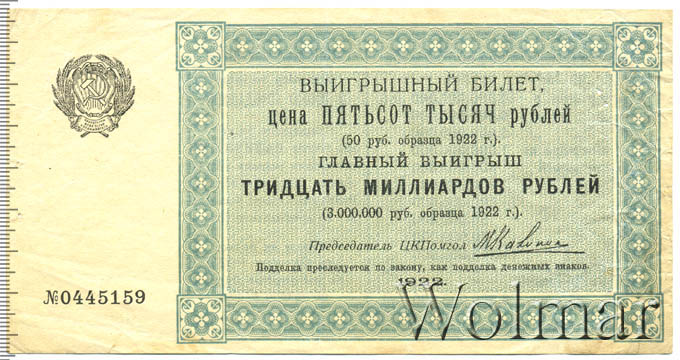 ВЫИГРЫШНЫЙ БИЛЕТ,
цена ПЯТЬСОТ ТЫСЯЧ рублей
(50 руб. образца 1922 г.).
ГЛАВНЫЙ ВЫИГРЫШ
ТРИДЦАТЬ МИЛЛИАРДОВ РУБЛЕЙ
(3.000.000 руб. образца 1922 г.).
Председатель ЦКПомгол
Подделка преследуется по закону, как подделка денежных знаков.
1922.
№0445159
Wolmar